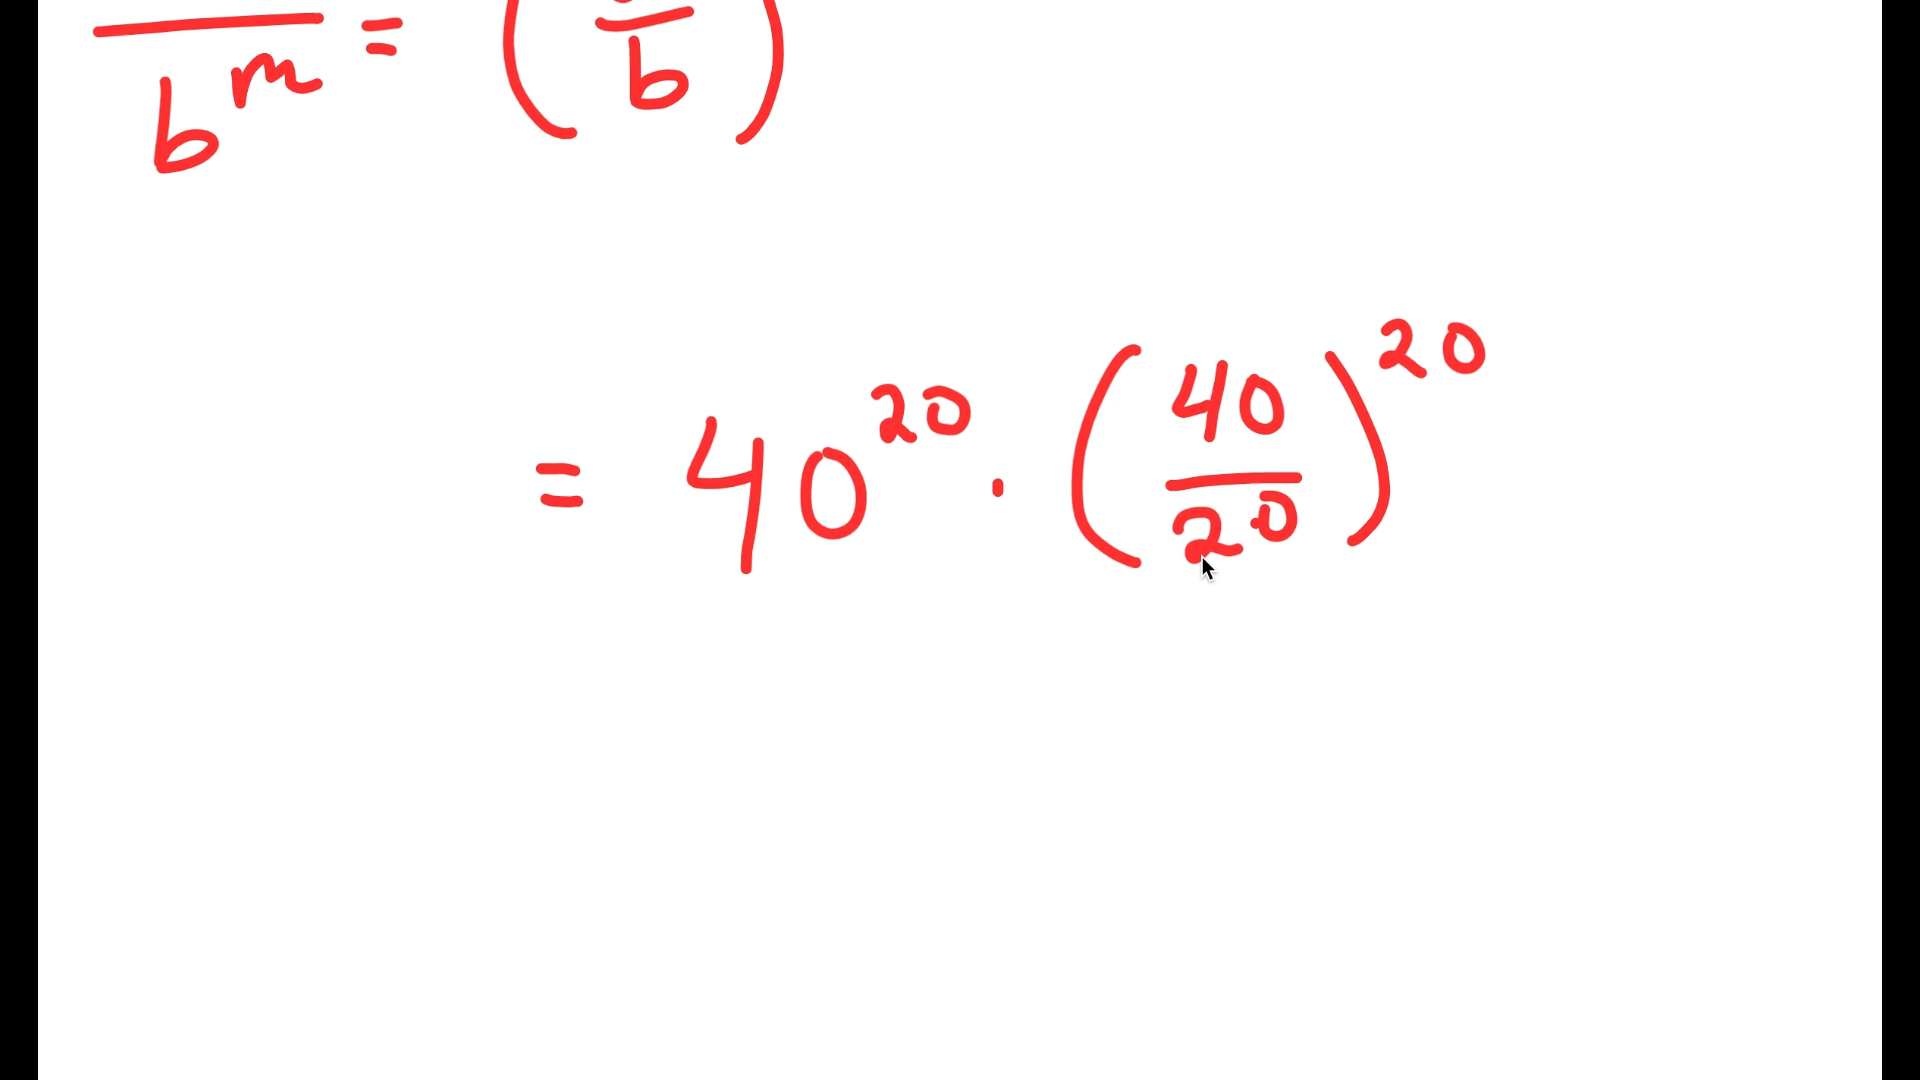 b^m = (/b)
= 40^20 · (40/20)^20